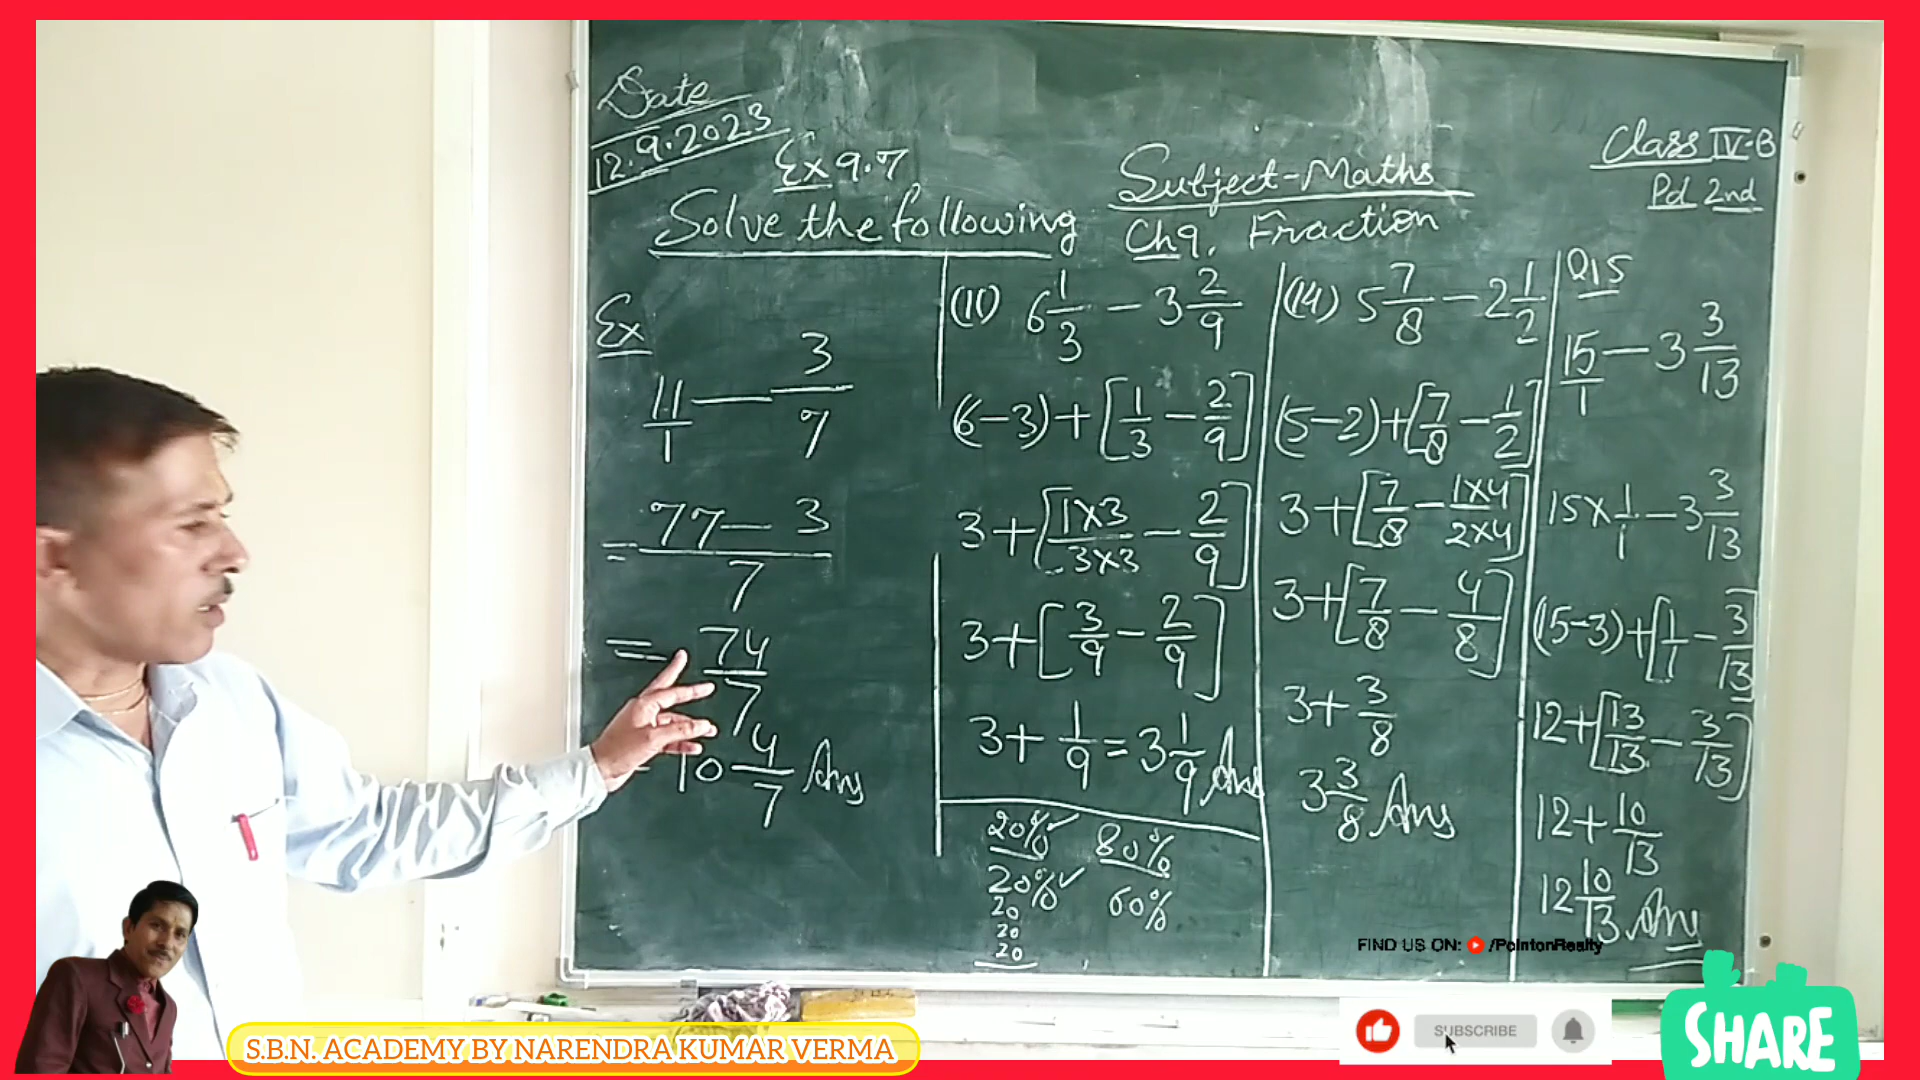 Date
12.9.2023
Ex 9.7
Solve the following
Subject-Maths
Ch 9. Fraction
Class IV-B
Pd 2nd
Ex
11/1 — 3/7
= 77 — 3 / 7
= 74/7
= 10 4/7 Ans
(11) 6 1/3 — 3 2/9
(6-3)+[1/3 - 2/9]
3+[1×3/3×3 - 2/9]
3+[3/9 - 2/9]
3+ 1/9 = 3 1/9 Ans
20% ✓ 80%
20% ✓ 60%
20
20
20
(14) 5 7/8 — 2 1/2
(5-2)+[7/8 - 1/2]
3+[7/8 - 1×4/2×4]
3+[7/8 - 4/8]
3+ 3/8
3 3/8 Ans
Q15
15/1 — 3 3/13
15× 1/1 — 3 3/13
(15-3)+[1/1 - 3/13]
12+[13/13 - 3/13]
12+ 10/13
12 10/13 Ans
FIND US ON: /PointonRealty
S.B.N. ACADEMY BY NARENDRA KUMAR VERMA
SUBSCRIBE
SHARE